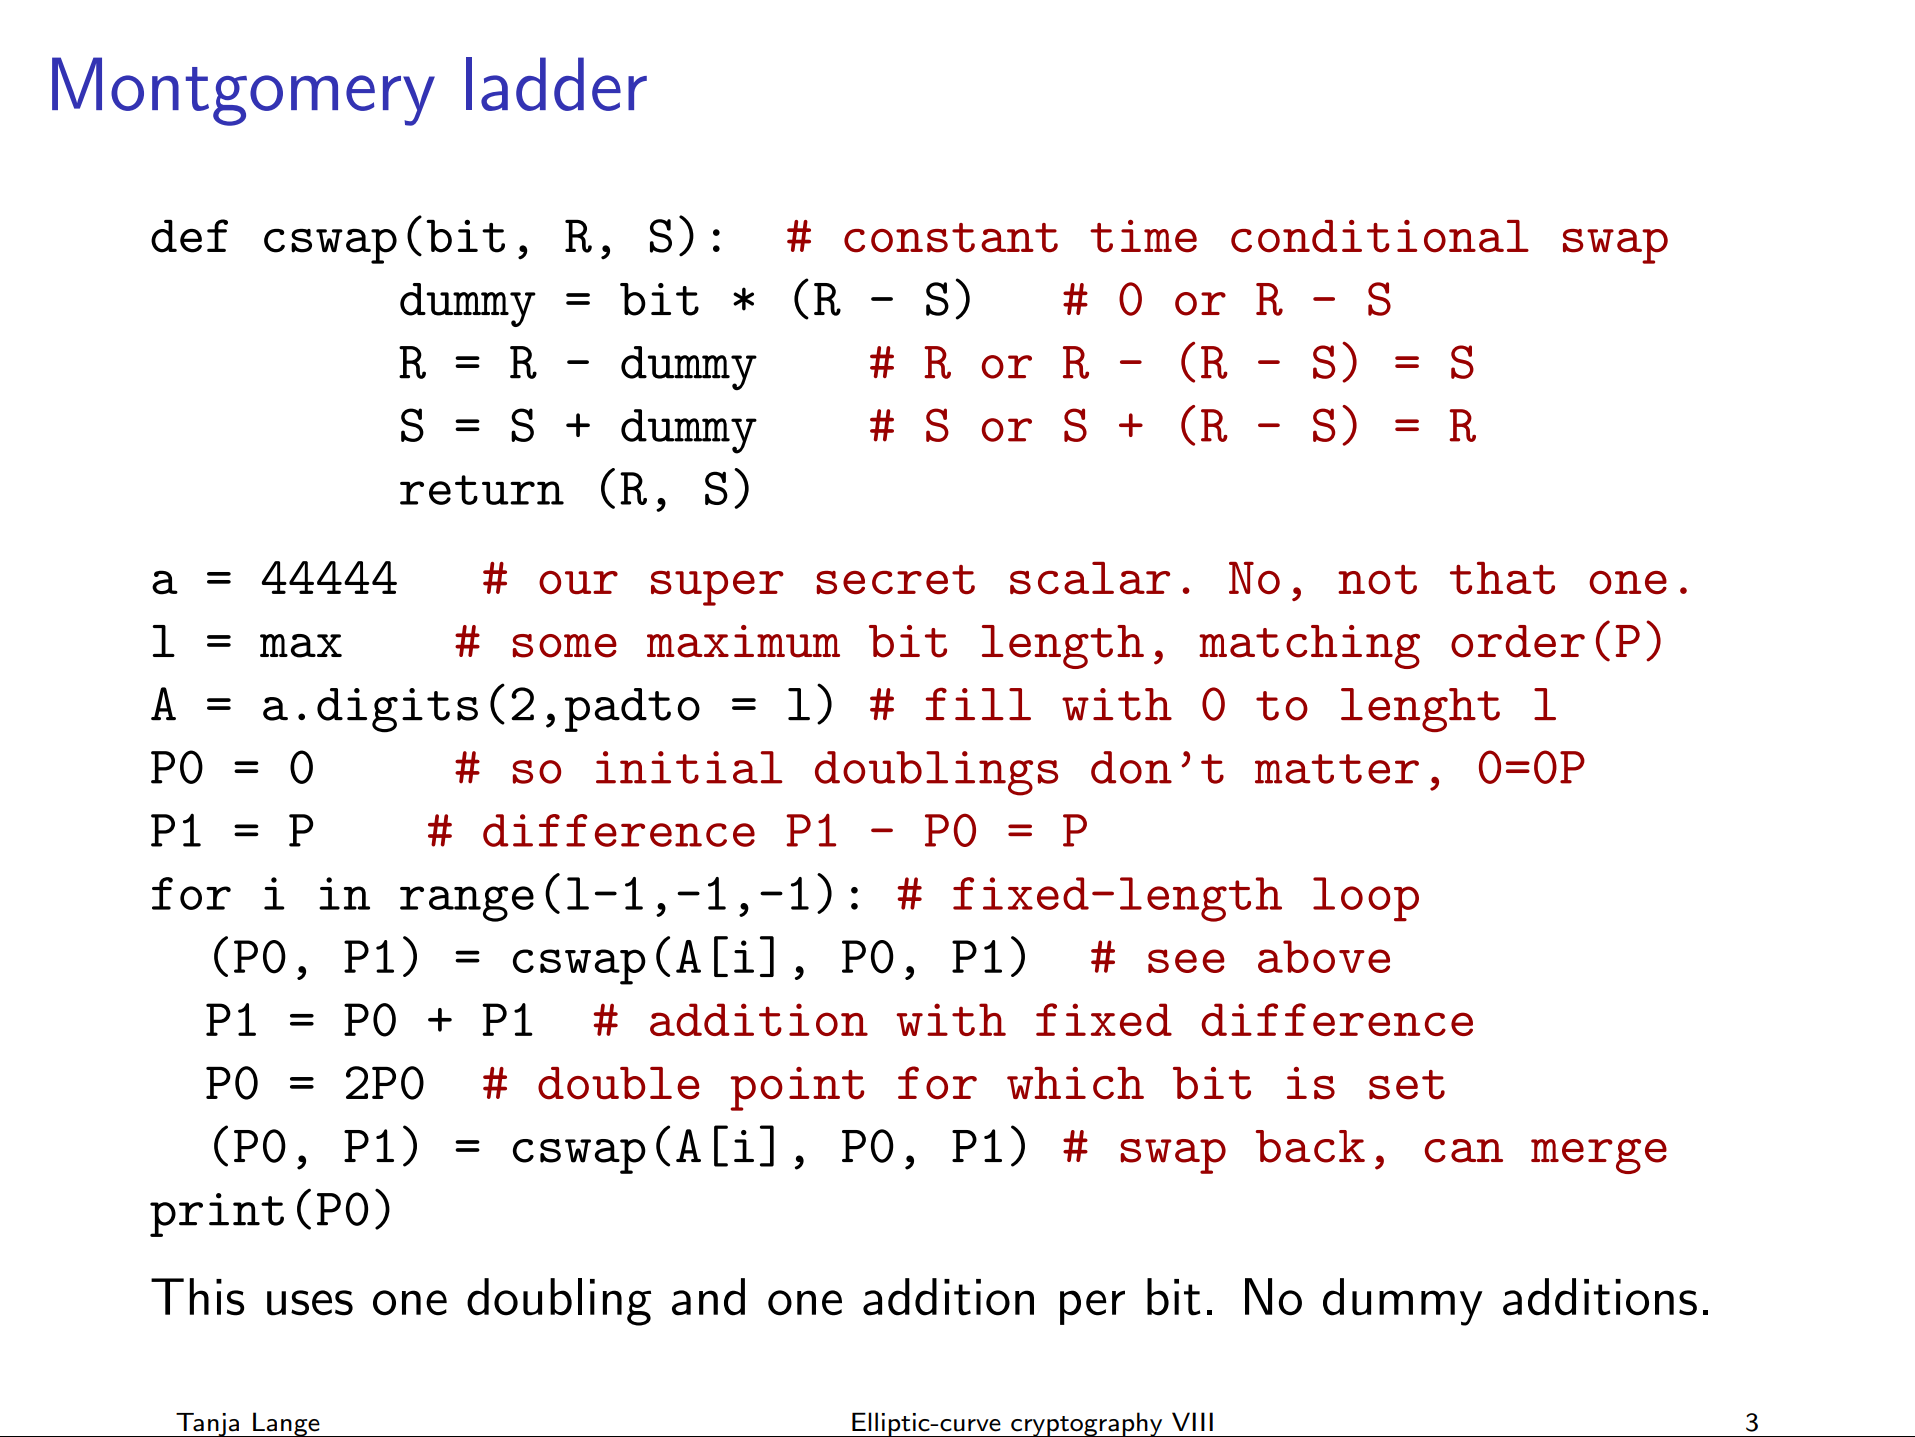 Montgomery ladder
def cswap(bit, R, S):  # constant time conditional swap
         dummy = bit * (R - S)   # 0 or R - S
         R = R - dummy    # R or R - (R - S) = S
         S = S + dummy    # S or S + (R - S) = R
         return (R, S)
a = 44444   # our super secret scalar. No, not that one.
l = max    # some maximum bit length, matching order(P)
A = a.digits(2,padto = l) # fill with 0 to lenght l
P0 = 0     # so initial doublings don't matter, 0=0P
P1 = P    # difference P1 - P0 = P
for i in range(l-1,-1,-1): # fixed-length loop
  (P0, P1) = cswap(A[i], P0, P1)  # see above
  P1 = P0 + P1  # addition with fixed difference
  P0 = 2P0  # double point for which bit is set
  (P0, P1) = cswap(A[i], P0, P1) # swap back, can merge
print(P0)
This uses one doubling and one addition per bit. No dummy additions.
Tanja Lange Elliptic-curve cryptography VIII 3